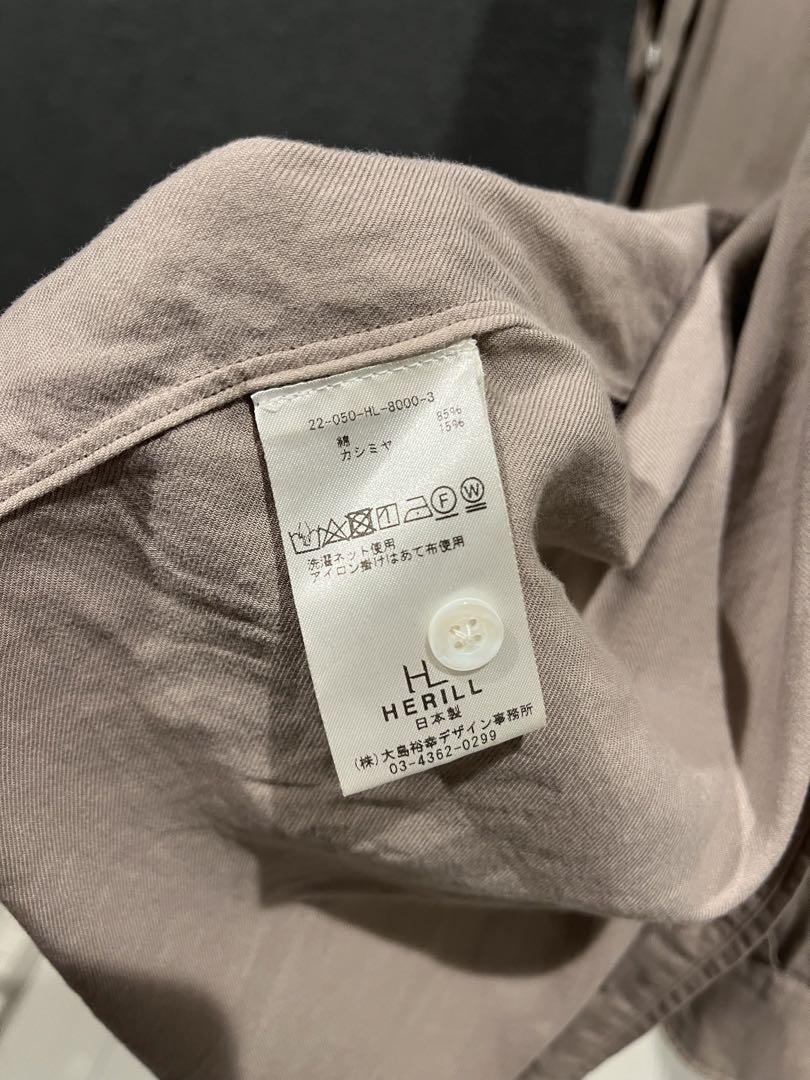 22-050-HL-8000-3
綿 85%
カシミヤ 15%
F W
洗濯ネット使用
アイロン掛けはあて布使用
HL
HERILL
日本製
(株)大島裕幸デザイン事務所
03-4362-0299